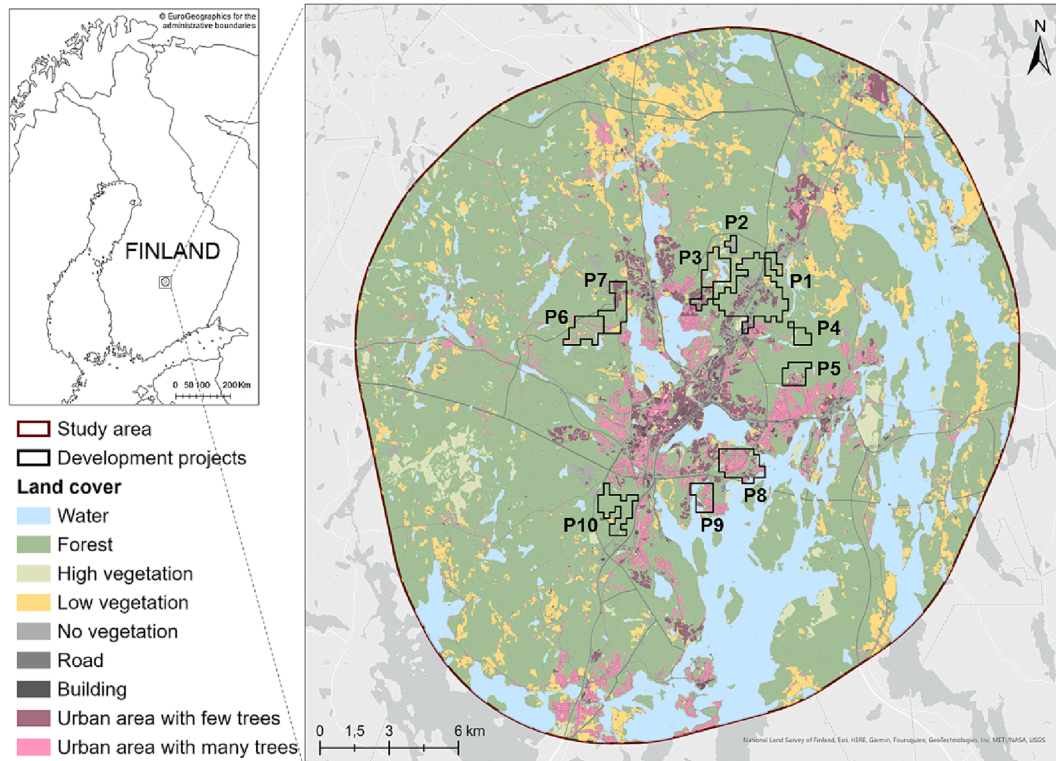 © EuroGeographics for the
administrative boundaries
FINLAND
0 50 100 200 Km
Study area
Development projects
Land cover
Water
Forest
High vegetation
Low vegetation
No vegetation
Road
Building
Urban area with few trees
Urban area with many trees
N
P2
P3
P1
P7
P6
P4
P5
P8
P9
P10
0 1,5 3 6 km
National Land Survey of Finland, Esri, HERE, Garmin, Foursquare, GeoTechnologies, Inc, METI/NASA, USGS